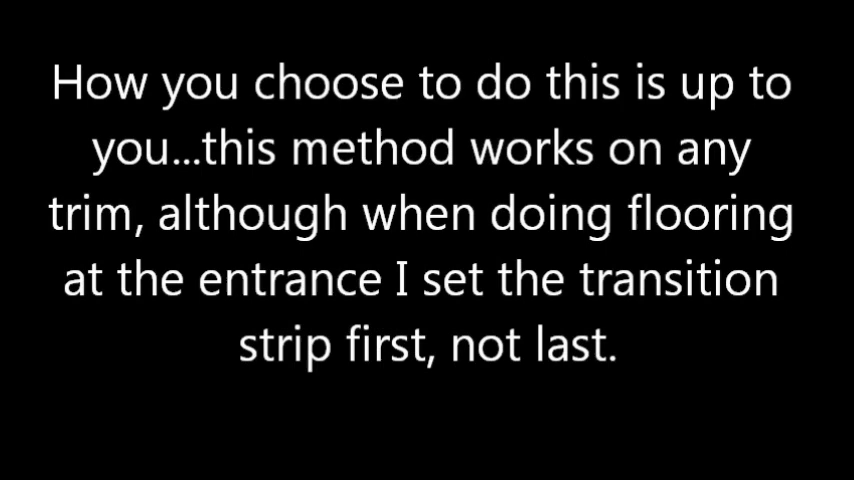 How you choose to do this is up to
you...this method works on any
trim, although when doing flooring
at the entrance I set the transition
strip first, not last.